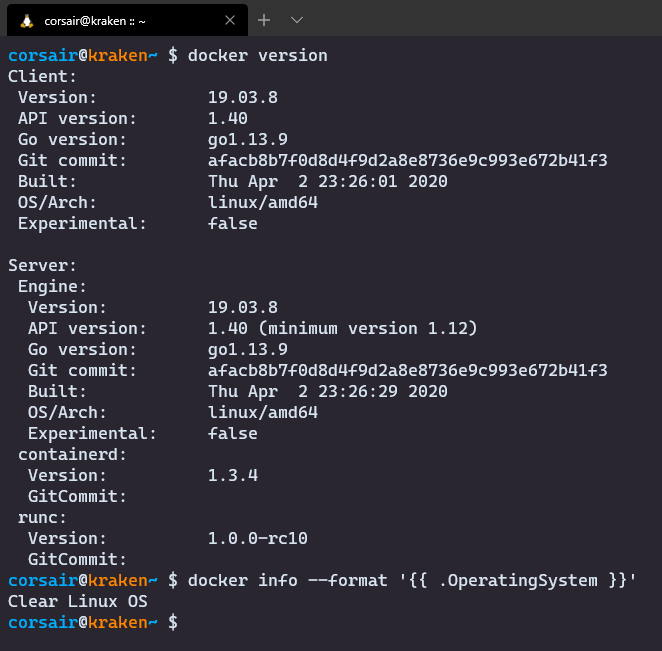 corsair@kraken :: ~
corsair@kraken~ $ docker version
Client:
 Version:           19.03.8
 API version:       1.40
 Go version:        go1.13.9
 Git commit:        afacb8b7f0d8d4f9d2a8e8736e9c993e672b41f3
 Built:             Thu Apr  2 23:26:01 2020
 OS/Arch:           linux/amd64
 Experimental:      false

Server:
 Engine:
  Version:          19.03.8
  API version:      1.40 (minimum version 1.12)
  Go version:       go1.13.9
  Git commit:       afacb8b7f0d8d4f9d2a8e8736e9c993e672b41f3
  Built:            Thu Apr  2 23:26:29 2020
  OS/Arch:          linux/amd64
  Experimental:     false
 containerd:
  Version:          1.3.4
  GitCommit:
 runc:
  Version:          1.0.0-rc10
  GitCommit:
corsair@kraken~ $ docker info --format '{{ .OperatingSystem }}'
Clear Linux OS
corsair@kraken~ $